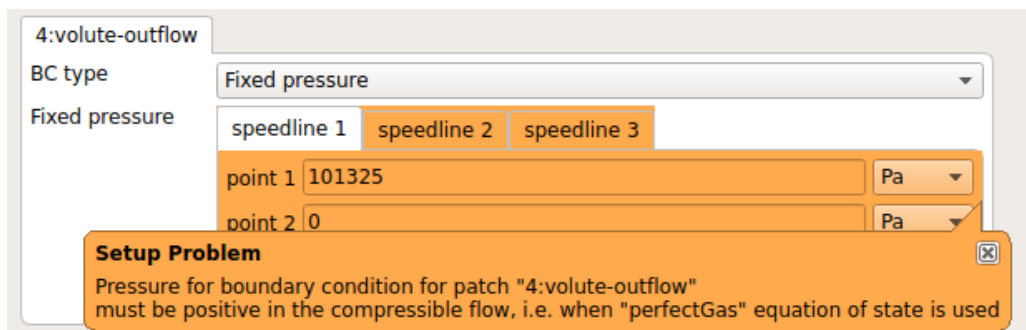 4:volute-outflow
BC type Fixed pressure
Fixed pressure speedline 1 speedline 2 speedline 3
point 1 101325 Pa
point 2 0 Pa
Setup Problem
Pressure for boundary condition for patch "4:volute-outflow"
must be positive in the compressible flow, i.e. when "perfectGas" equation of state is used